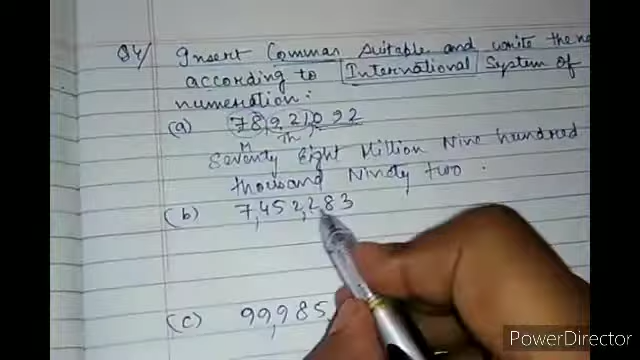 Q4/ Insert Commas suitable and write the
according to International System of
numeration:
(a) 78,921,092
M Th
Seventy Eight Million Nine hundred
thousand Ninety two.
(b) 7,452,283
(c) 99,985,
PowerDirector